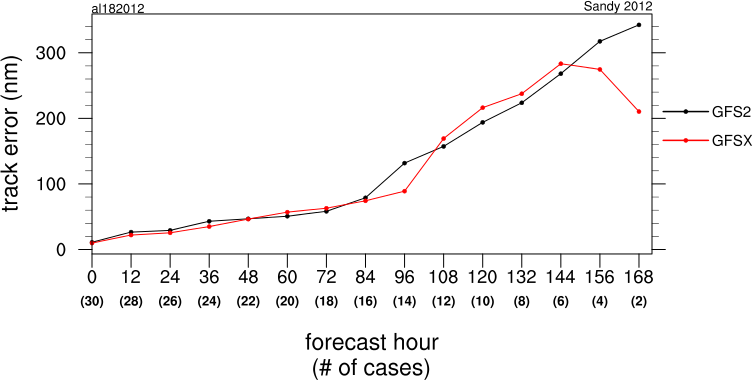 al182012
Sandy 2012
track error (nm)
300
200
100
0
GFS2
GFSX
0 12 24 36 48 60 72 84 96 108 120 132 144 156 168
(30) (28) (26) (24) (22) (20) (18) (16) (14) (12) (10) (8) (6) (4) (2)
forecast hour
(# of cases)